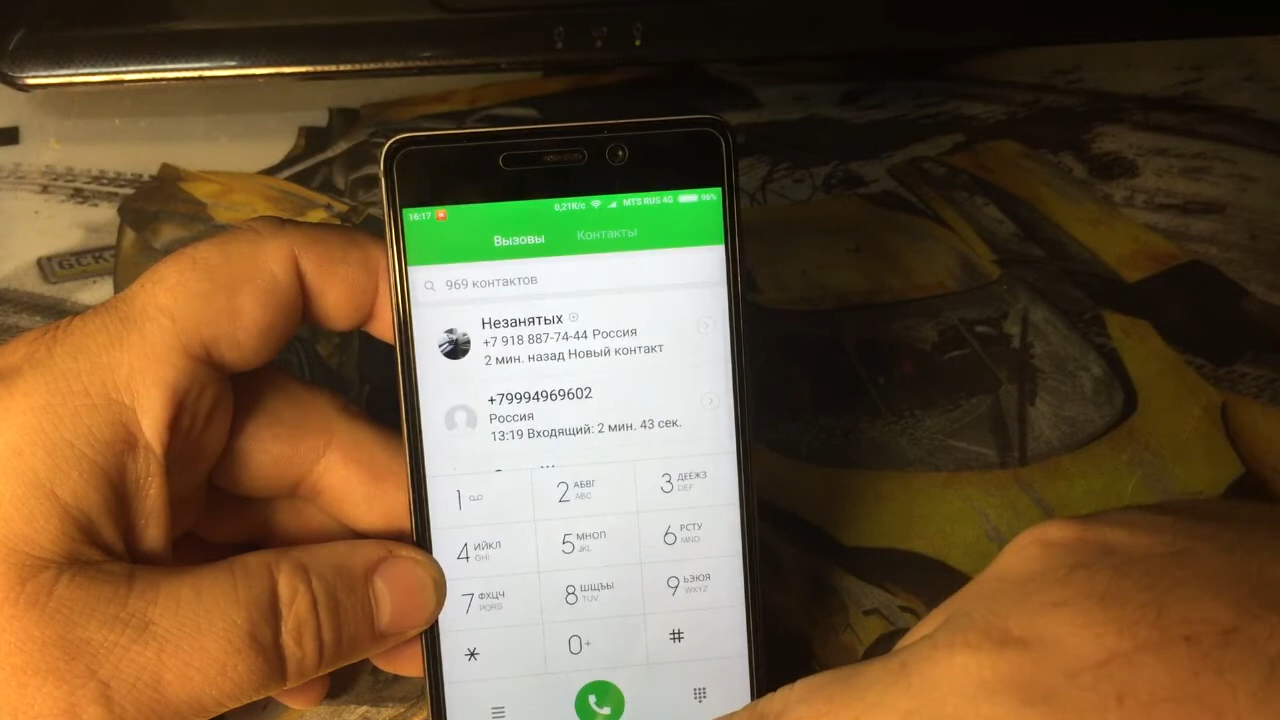 16:17 0,21K/c MTS RUS 4G 96%
Вызовы Контакты
969 контактов
Незанятых
+7 918 887-74-44 Россия
2 мин. назад Новый контакт
+79994969602
Россия
13:19 Входящий: 2 мин. 43 сек.
1 2 АБВГ ABC 3 ДЕЁЖЗ DEF
4 ИЙКЛ GHI 5 МНОП JKL 6 РСТУ MNO
7 ФХЦЧ PQRS 8 ШЩЪЫ TUV 9 ЬЭЮЯ WXYZ
* 0+ #
GCK